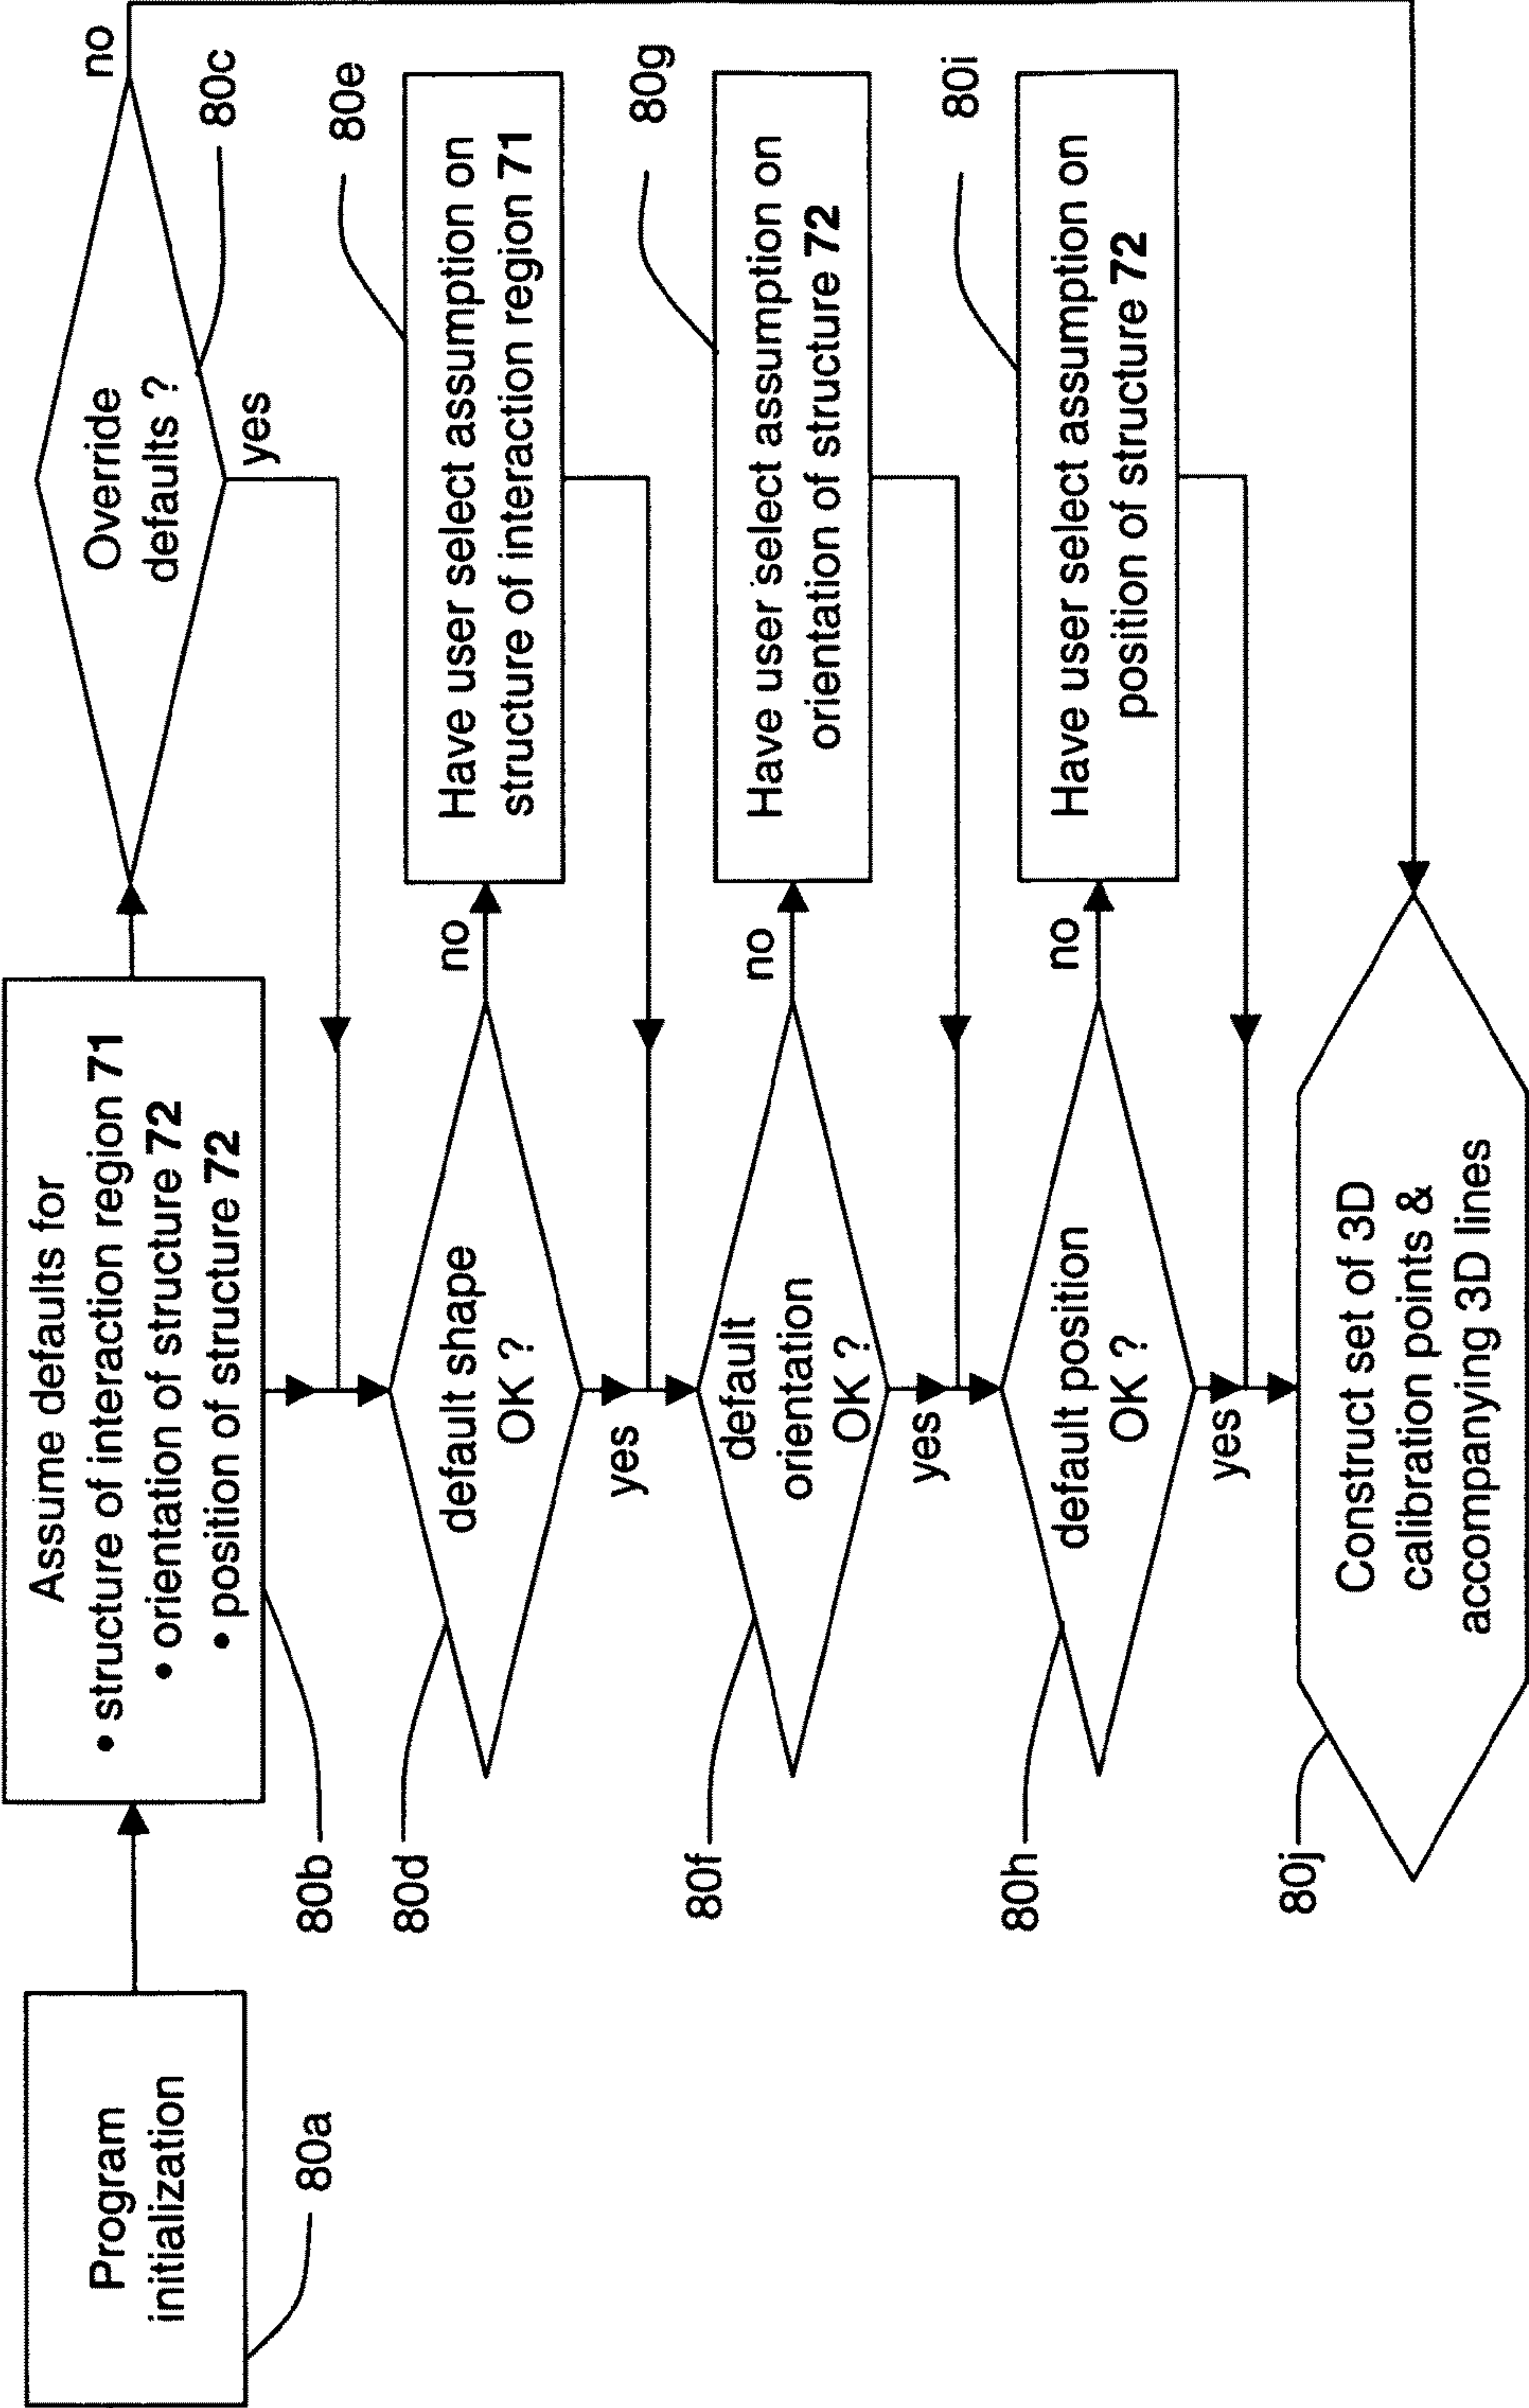 Program
initialization
80a
Assume defaults for
• structure of interaction region 71
• orientation of structure 72
• position of structure 72
80b
Override
defaults ?
no
80c
yes
80d
default shape
OK ?
no
yes
80e
Have user select assumption on
structure of interaction region 71
80f
default
orientation
OK ?
no
yes
80g
Have user select assumption on
orientation of structure 72
80h
default position
OK ?
no
yes
80i
Have user select assumption on
position of structure 72
80j
Construct set of 3D
calibration points &
accompanying 3D lines